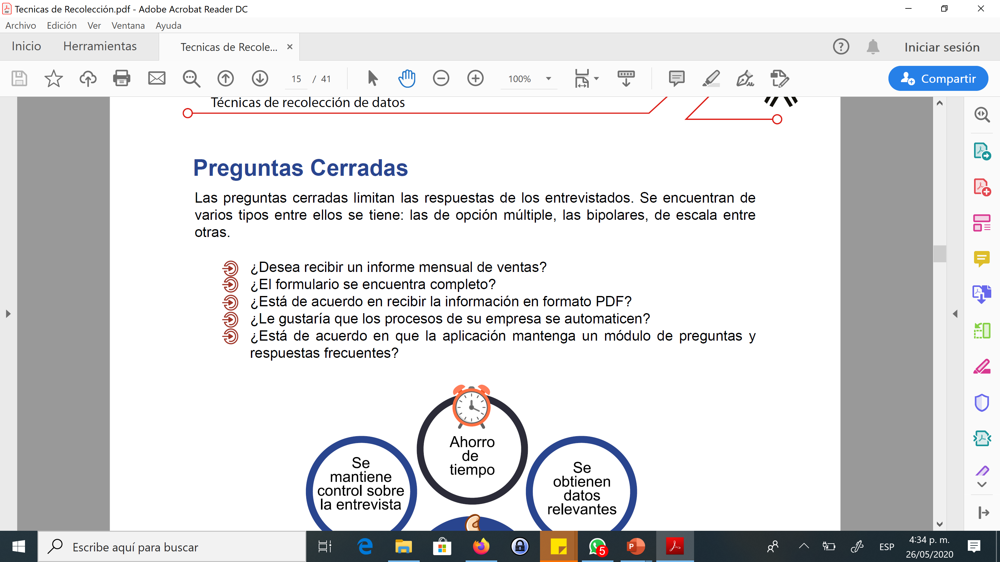 Tecnicas de Recolección.pdf - Adobe Acrobat Reader DC
Archivo Edición Ver Ventana Ayuda
Inicio Herramientas Tecnicas de Recole... Iniciar sesión
15 / 41 100% Compartir
Técnicas de recolección de datos
Preguntas Cerradas
Las preguntas cerradas limitan las respuestas de los entrevistados. Se encuentran de
varios tipos entre ellos se tiene: las de opción múltiple, las bipolares, de escala entre
otras.
¿Desea recibir un informe mensual de ventas?
¿El formulario se encuentra completo?
¿Está de acuerdo en recibir la información en formato PDF?
¿Le gustaría que los procesos de su empresa se automaticen?
¿Está de acuerdo en que la aplicación mantenga un módulo de preguntas y
respuestas frecuentes?
Ahorro
de
tiempo
Se
mantiene
control sobre
la entrevista
Se
obtienen
datos
relevantes
Escribe aquí para buscar
5
ESP
4:34 p. m.
26/05/2020